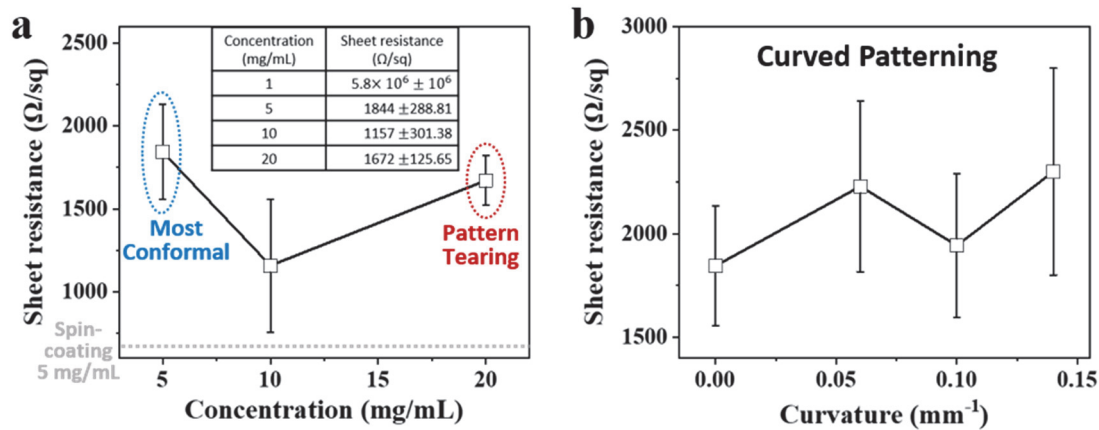 a
Sheet resistance (Ω/sq)
2500
2000
1500
1000
Concentration (mg/mL) Sheet resistance (Ω/sq)
1 5.8× 10⁶ ± 10⁶
5 1844 ±288.81
10 1157 ±301.38
20 1672 ±125.65
Most
Conformal
Pattern
Tearing
Spin-
coating
5 mg/mL
5 10 15 20
Concentration (mg/mL)
b
Curved Patterning
Sheet resistance (Ω/sq)
3000
2500
2000
1500
0.00 0.05 0.10 0.15
Curvature (mm⁻¹)